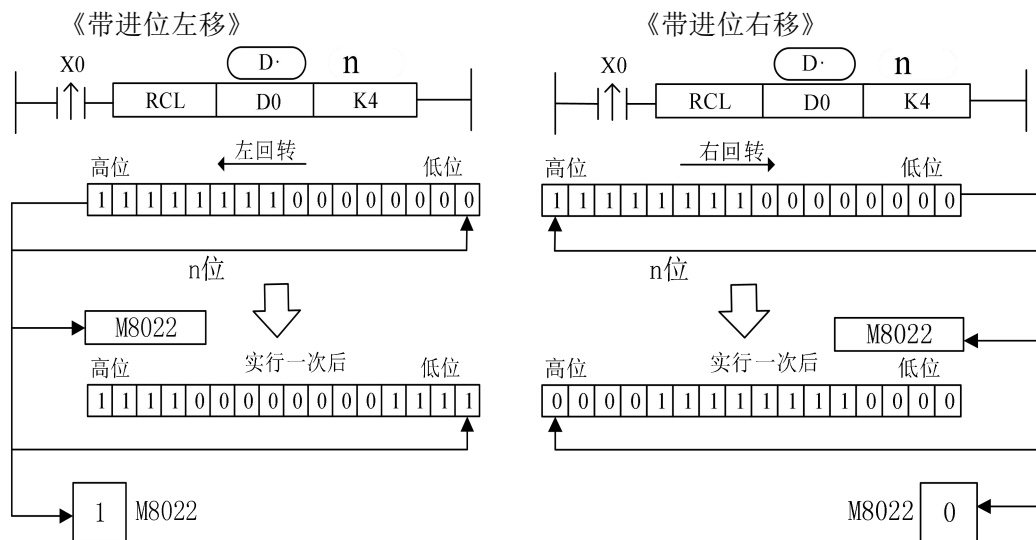 《带进位左移》
D· n
X0
RCL D0 K4
左回转
高位 低位
1 1 1 1 1 1 1 1 0 0 0 0 0 0 0 0
n位
M8022
实行一次后
高位 低位
1 1 1 1 0 0 0 0 0 0 0 0 1 1 1 1
1 M8022
《带进位右移》
D· n
X0
RCL D0 K4
右回转
高位 低位
1 1 1 1 1 1 1 1 0 0 0 0 0 0 0 0
n位
M8022
实行一次后
高位 低位
0 0 0 0 1 1 1 1 1 1 1 1 0 0 0 0
M8022 0